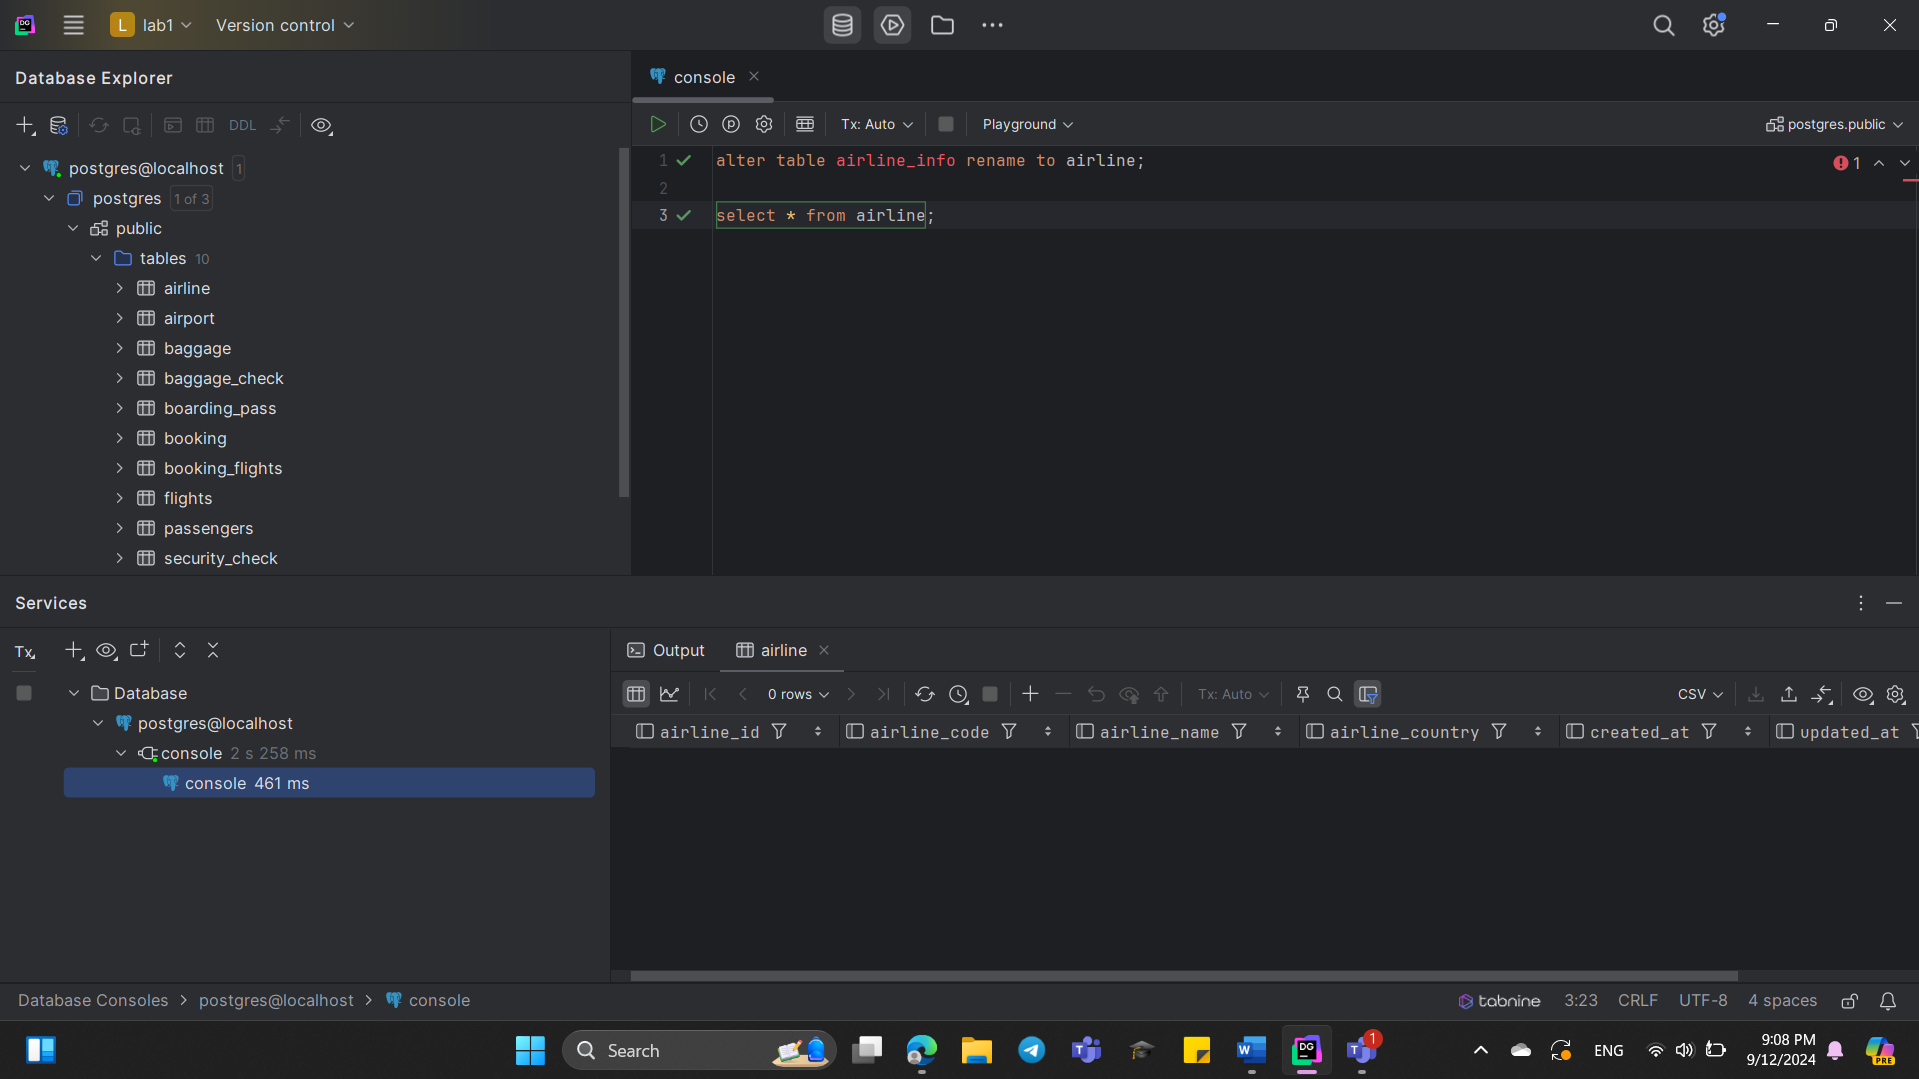 DG
L lab1 Version control
Database Explorer
DDL
postgres@localhost 1
postgres 1 of 3
public
tables 10
airline
airport
baggage
baggage_check
boarding_pass
booking
booking_flights
flights
passengers
security_check
console
Tx: Auto Playground postgres.public
1 alter table airline_info rename to airline; 1
2
3 select * from airline;
Services
Tx
Database
postgres@localhost
console 2 s 258 ms
console 461 ms
Output airline
0 rows Tx: Auto CSV
airline_id airline_code airline_name airline_country created_at updated_at
Database Consoles > postgres@localhost > console
tabnine 3:23 CRLF UTF-8 4 spaces
Search
W
DG
T 1
ENG
9:08 PM
9/12/2024
PRE